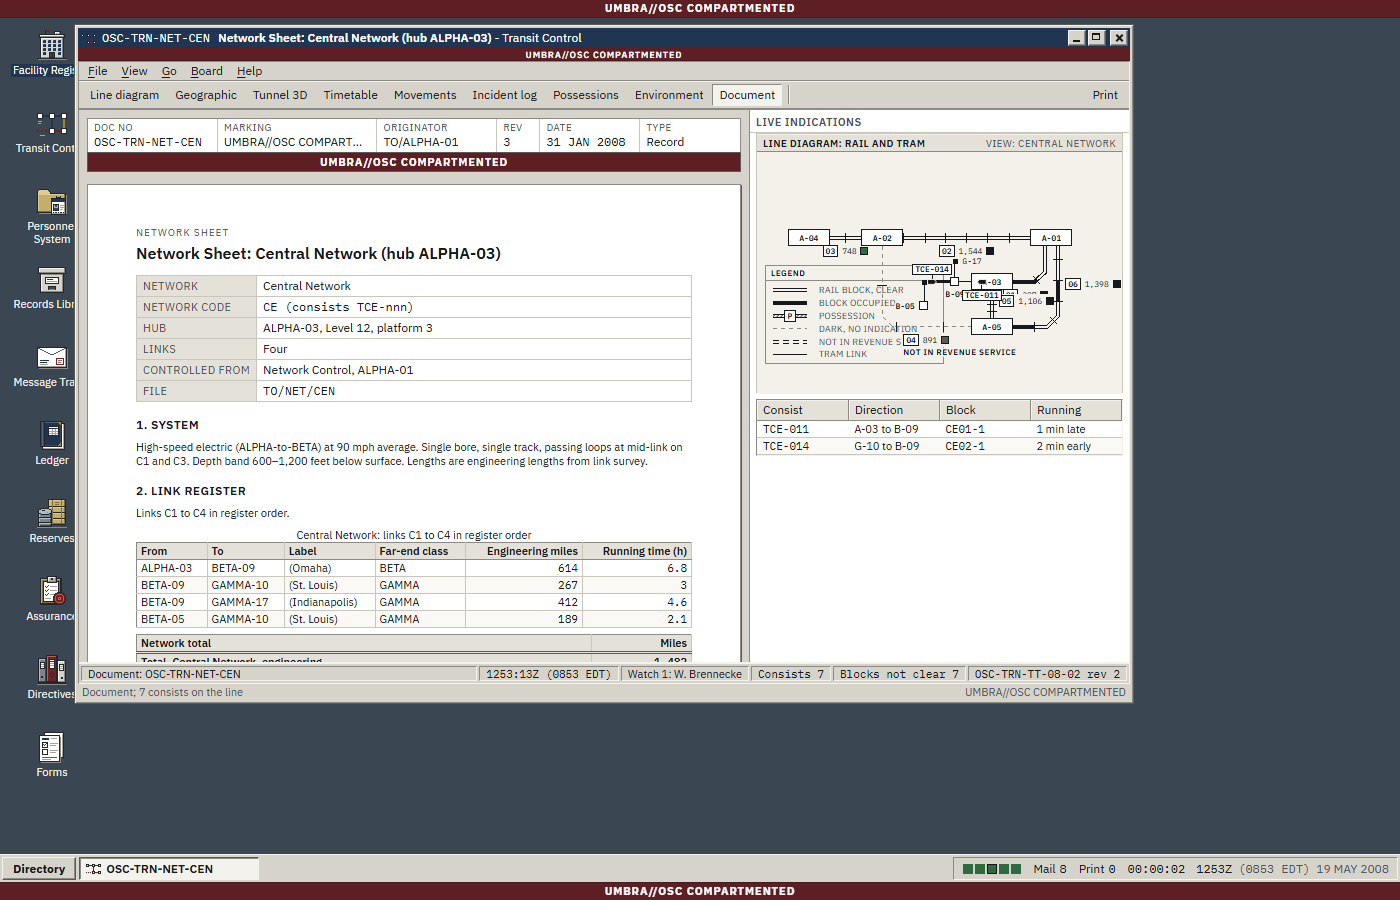 UMBRA//OSC COMPARTMENTED
Facility Regis
Transit Cont
Personne
System
Records Libr
Message Tra
Ledger
Reserves
Assurance
Directives
Forms
OSC-TRN-NET-CEN Network Sheet: Central Network (hub ALPHA-03) - Transit Control
UMBRA//OSC COMPARTMENTED
File View Go Board Help
Line diagram Geographic Tunnel 3D Timetable Movements Incident log Possessions Environment Document Print
DOC NO MARKING ORIGINATOR REV DATE TYPE
OSC-TRN-NET-CEN UMBRA//OSC COMPART... TO/ALPHA-01 3 31 JAN 2008 Record
UMBRA//OSC COMPARTMENTED
NETWORK SHEET
Network Sheet: Central Network (hub ALPHA-03)
NETWORK Central Network
NETWORK CODE CE (consists TCE-nnn)
HUB ALPHA-03, Level 12, platform 3
LINKS Four
CONTROLLED FROM Network Control, ALPHA-01
FILE TO/NET/CEN
1. SYSTEM
High-speed electric (ALPHA-to-BETA) at 90 mph average. Single bore, single track, passing loops at mid-link on
C1 and C3. Depth band 600–1,200 feet below surface. Lengths are engineering lengths from link survey.
2. LINK REGISTER
Links C1 to C4 in register order.
Central Network: links C1 to C4 in register order
From To Label Far-end class Engineering miles Running time (h)
ALPHA-03 BETA-09 (Omaha) BETA 614 6.8
BETA-09 GAMMA-10 (St. Louis) GAMMA 267 3
BETA-09 GAMMA-17 (Indianapolis) GAMMA 412 4.6
BETA-05 GAMMA-10 (St. Louis) GAMMA 189 2.1
Network total Miles
Total, Central Network, engineering 1,482
LIVE INDICATIONS
LINE DIAGRAM: RAIL AND TRAM VIEW: CENTRAL NETWORK
A-04 A-02 A-01
03 748 02 1,544
G-17
TCE-014
LEGEND
A-03
06 1,398
RAIL BLOCK, CLEAR
B-09 TCE-011
BLOCK OCCUPIED
B-05
05 1,106
POSSESSION
DARK, NO INDICATION
A-05
NOT IN REVENUE S
04 891
TRAM LINK
NOT IN REVENUE SERVICE
Consist Direction Block Running
TCE-011 A-03 to B-09 CE01-1 1 min late
TCE-014 G-10 to B-09 CE02-1 2 min early
Document: OSC-TRN-NET-CEN 1253:13Z (0853 EDT) Watch 1: W. Brennecke Consists 7 Blocks not clear 7 OSC-TRN-TT-08-02 rev 2
Document; 7 consists on the line UMBRA//OSC COMPARTMENTED
Directory OSC-TRN-NET-CEN Mail 8 Print 0 00:00:02 1253Z (0853 EDT) 19 MAY 2008
UMBRA//OSC COMPARTMENTED